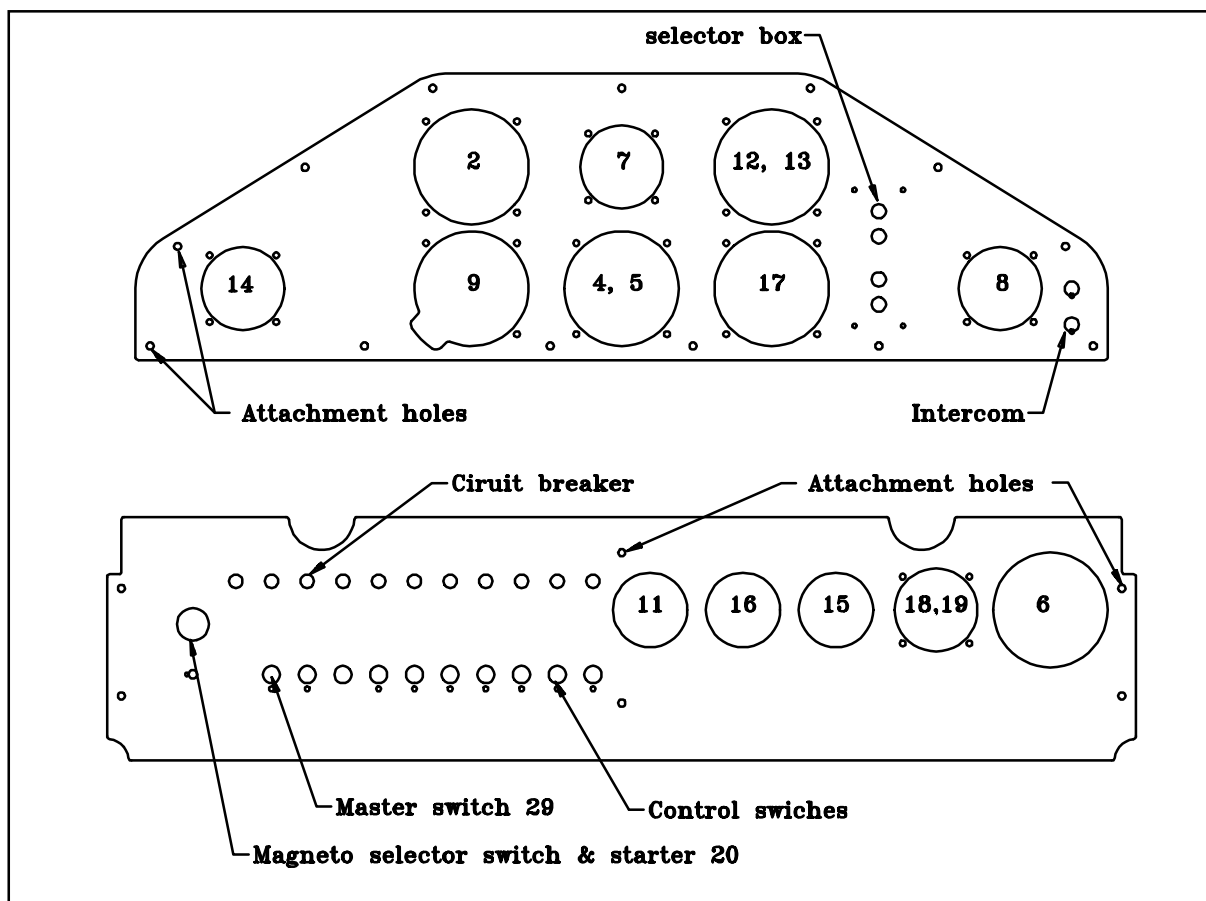 selector box
2
7
12, 13
14
9
4, 5
17
8
Attachment holes
Intercom
Ciruit breaker
Attachment holes
11
16
15
18,19
6
Master switch 29
Control swiches
Magneto selector switch & starter 20